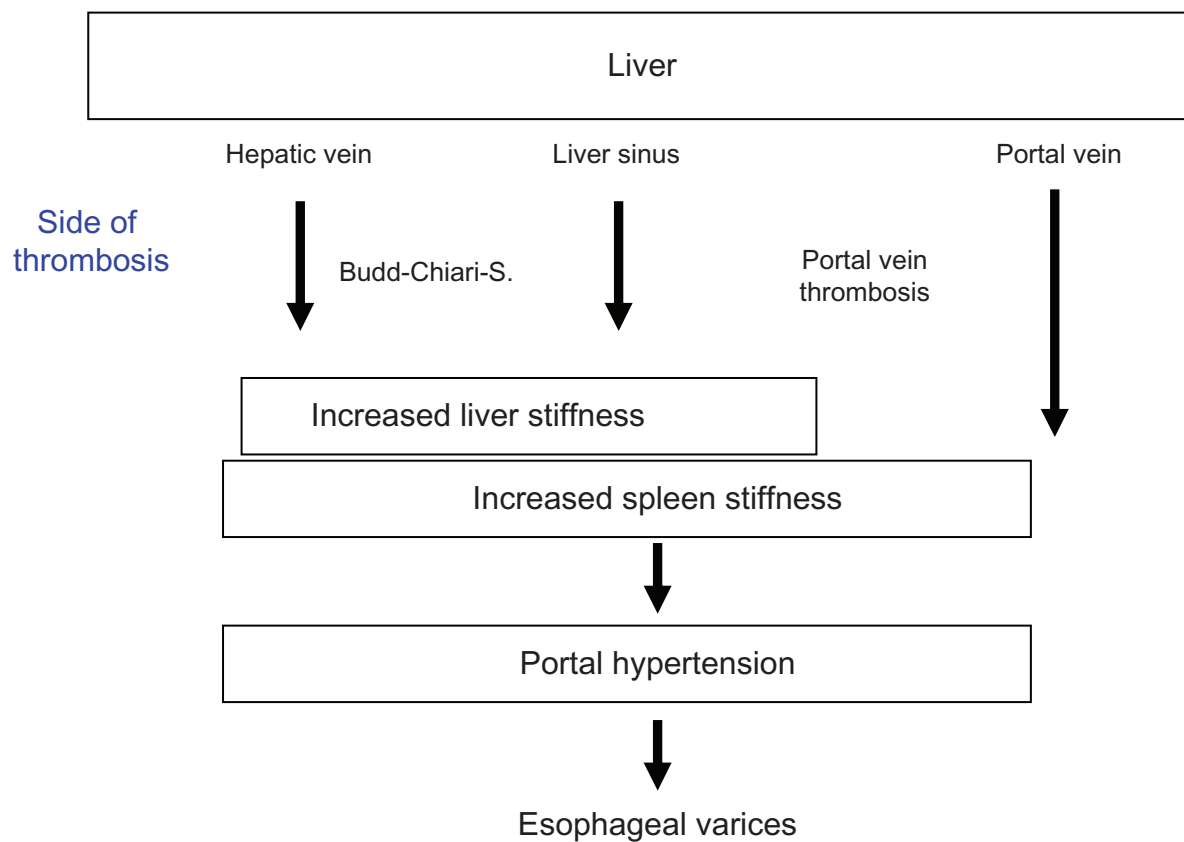 Liver
Hepatic vein
Liver sinus
Portal vein
Side of
thrombosis
Budd-Chiari-S.
Portal vein
thrombosis
Increased liver stiffness
Increased spleen stiffness
Portal hypertension
Esophageal varices